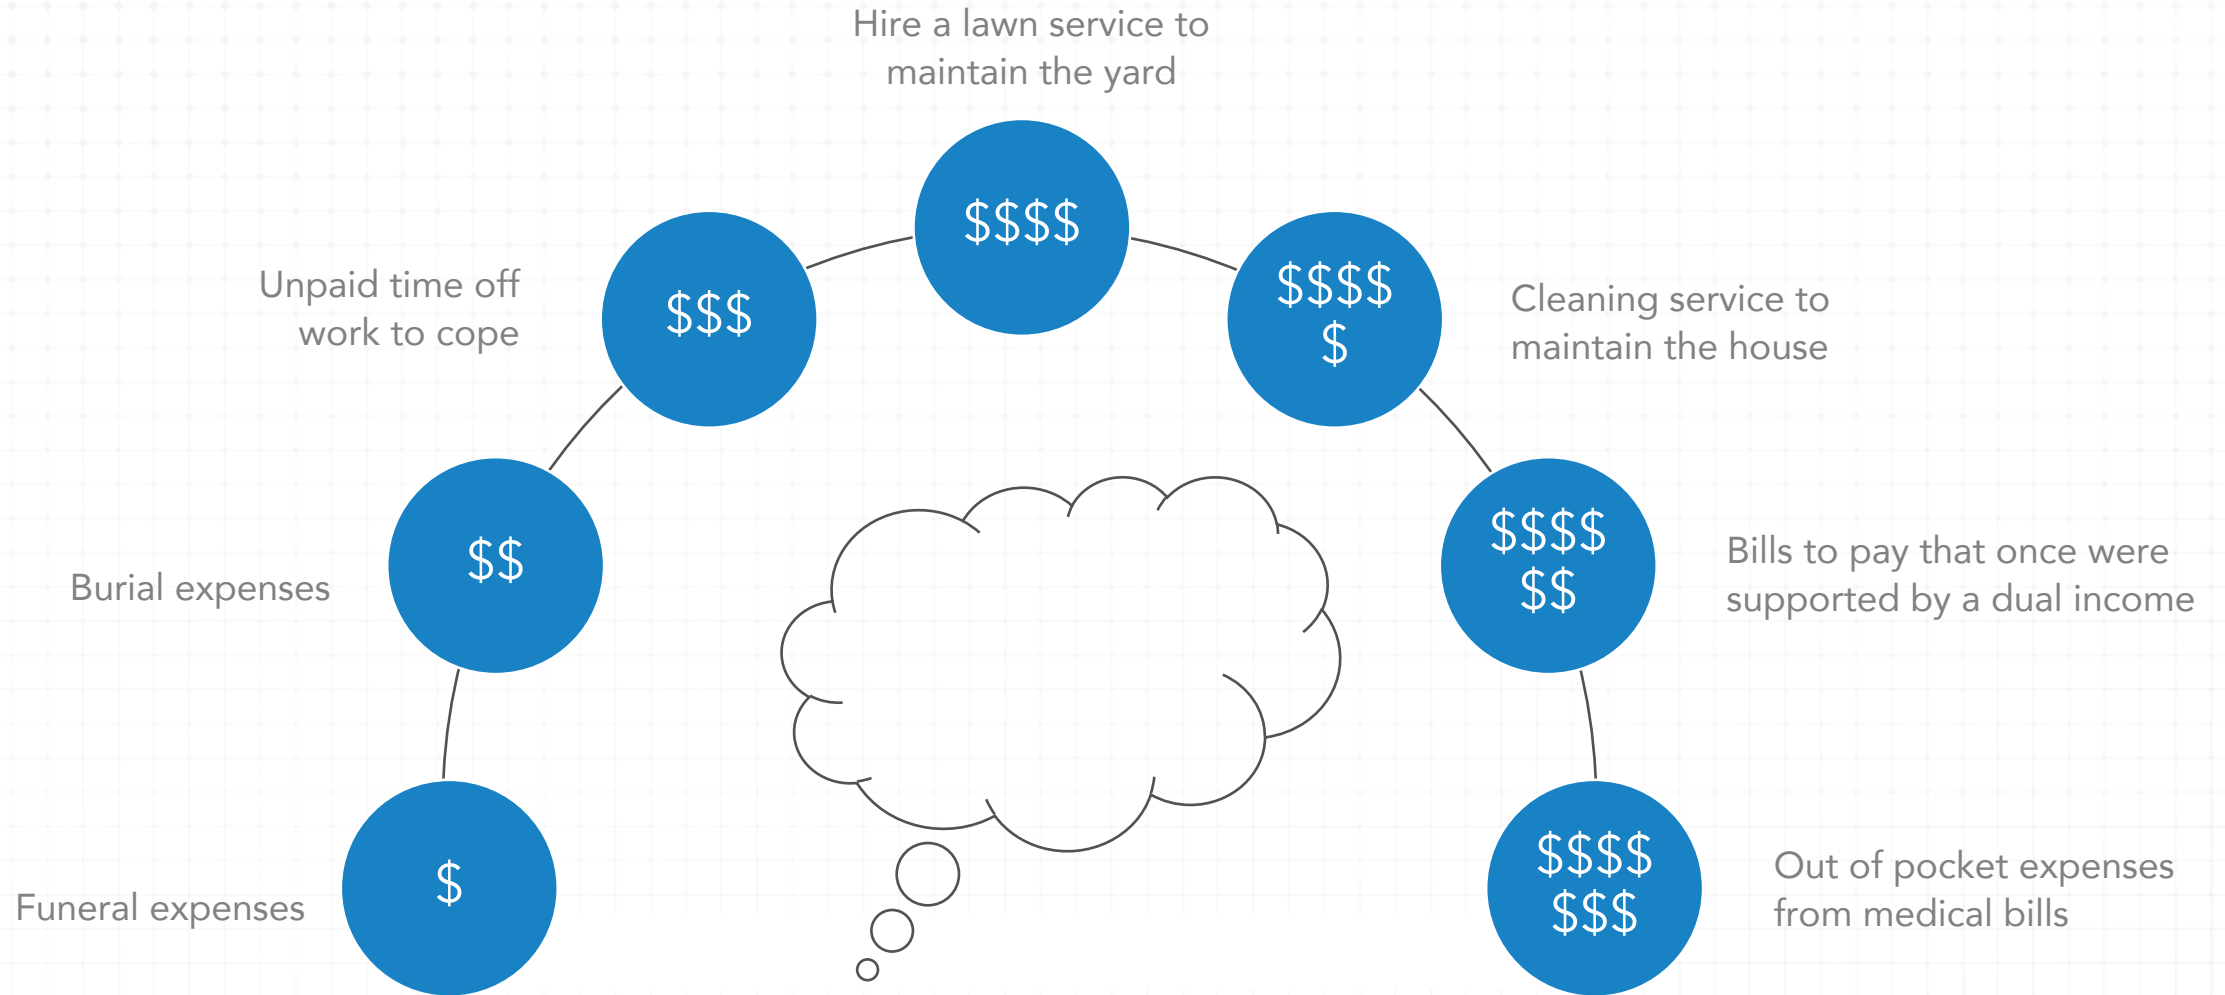 Hire a lawn service to
maintain the yard
$$$$
Unpaid time off
work to cope
$$$
$$$$
$
Cleaning service to
maintain the house
Burial expenses
$$
$$$$
$$
Bills to pay that once were
supported by a dual income
Funeral expenses
$
$$$$
$$$
Out of pocket expenses
from medical bills